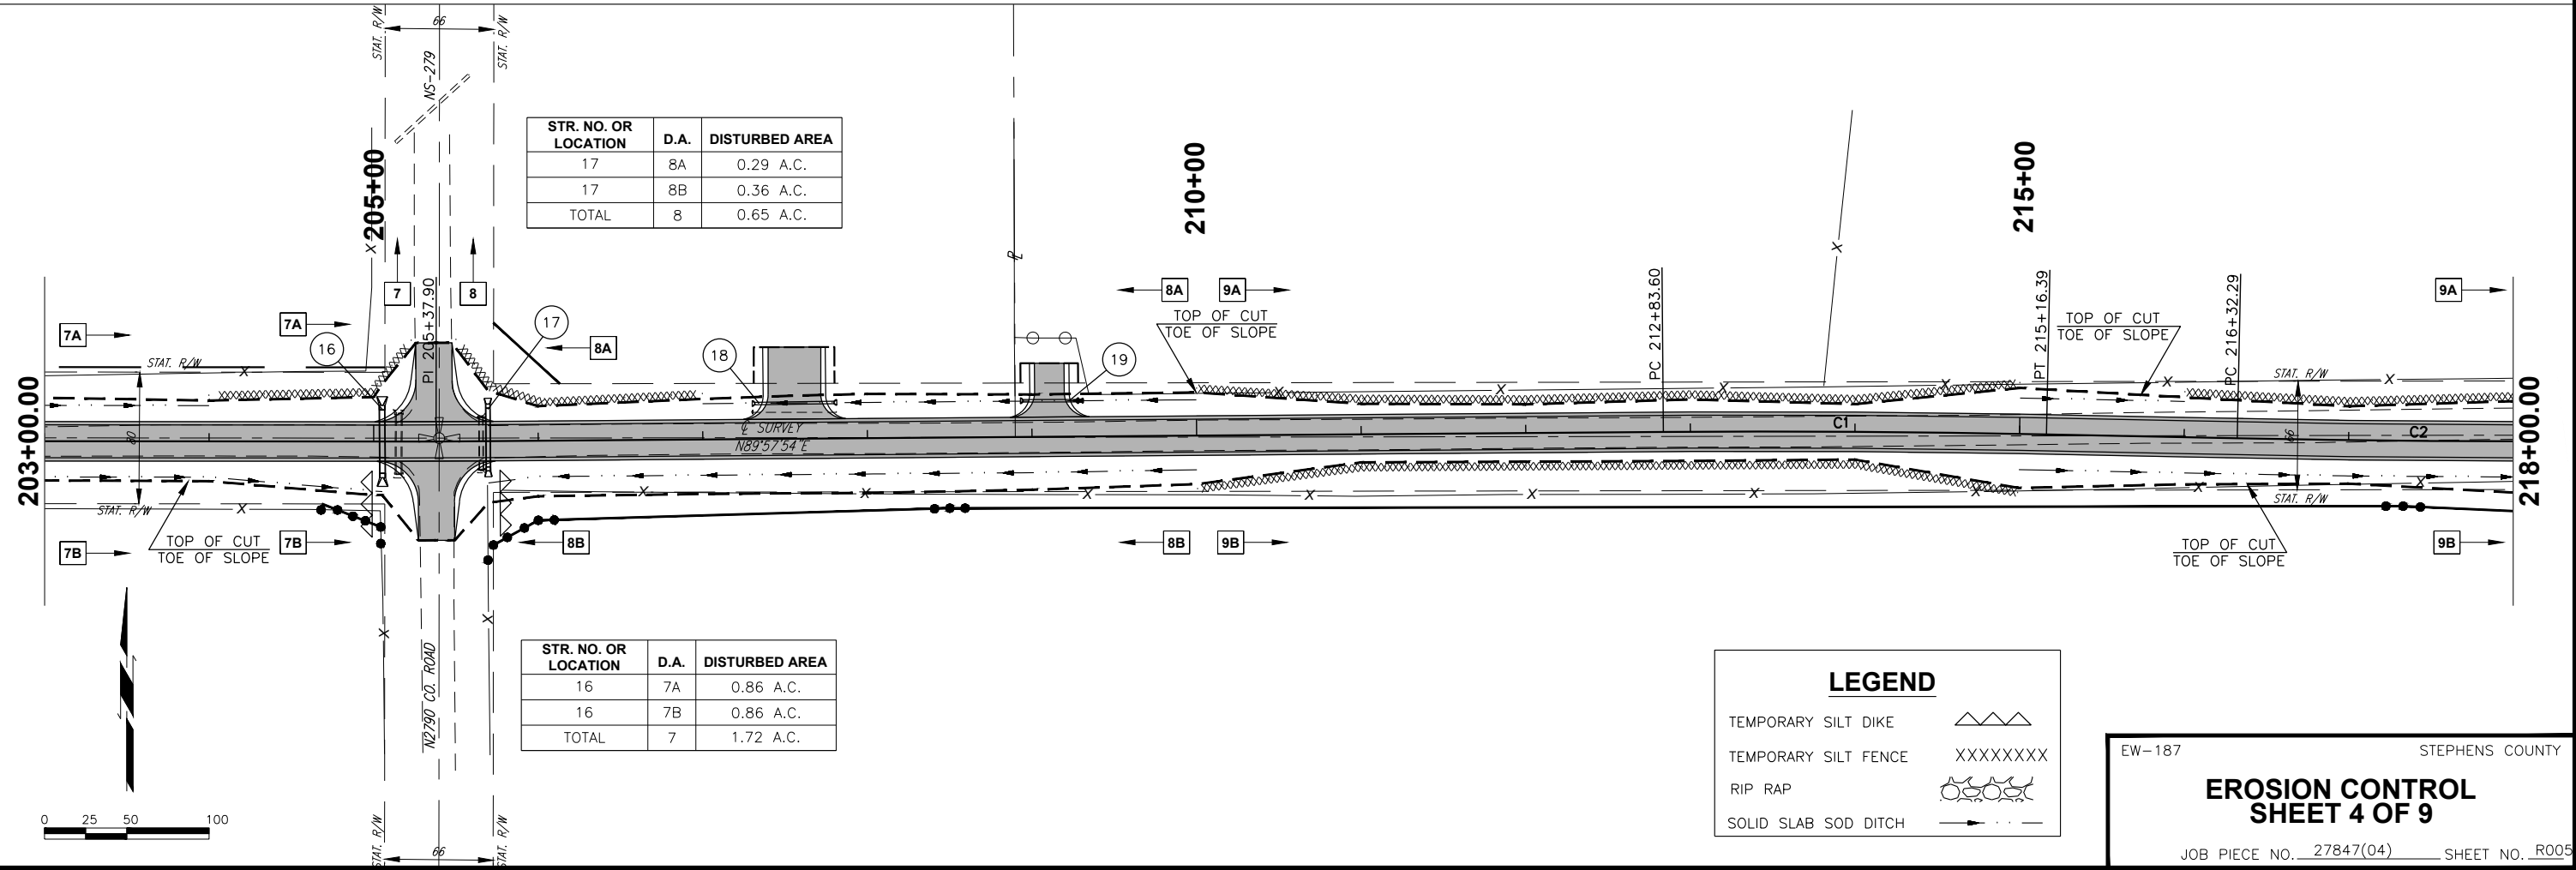 STAT. R/W
66
STAT. R/W
NS-279
205+00
210+00
215+00
STR. NO. OR LOCATION D.A. DISTURBED AREA
17 8A 0.29 A.C.
17 8B 0.36 A.C.
TOTAL 8 0.65 A.C.
7
8
PI 205+37.90
8A
9A
TOP OF CUT
TOE OF SLOPE
PC 212+83.60
PT 215+16.39
PC 216+32.29
TOP OF CUT
TOE OF SLOPE
9A
7A
7A
16
17
8A
18
19
STAT. R/W
STAT. R/W
203+00.00
80
℄ SURVEY
N89°57'54"E
C1
C2
66
218+00.00
STAT. R/W
STAT. R/W
7B
TOP OF CUT
TOE OF SLOPE
7B
8B
8B
9B
TOP OF CUT
TOE OF SLOPE
9B
N2790 CO. ROAD
STR. NO. OR LOCATION D.A. DISTURBED AREA
16 7A 0.86 A.C.
16 7B 0.86 A.C.
TOTAL 7 1.72 A.C.
0 25 50 100
STAT. R/W
66
STAT. R/W
LEGEND
TEMPORARY SILT DIKE
TEMPORARY SILT FENCE XXXXXXXX
RIP RAP
SOLID SLAB SOD DITCH
EW-187 STEPHENS COUNTY
EROSION CONTROL
SHEET 4 OF 9
JOB PIECE NO. 27847(04) SHEET NO. R005